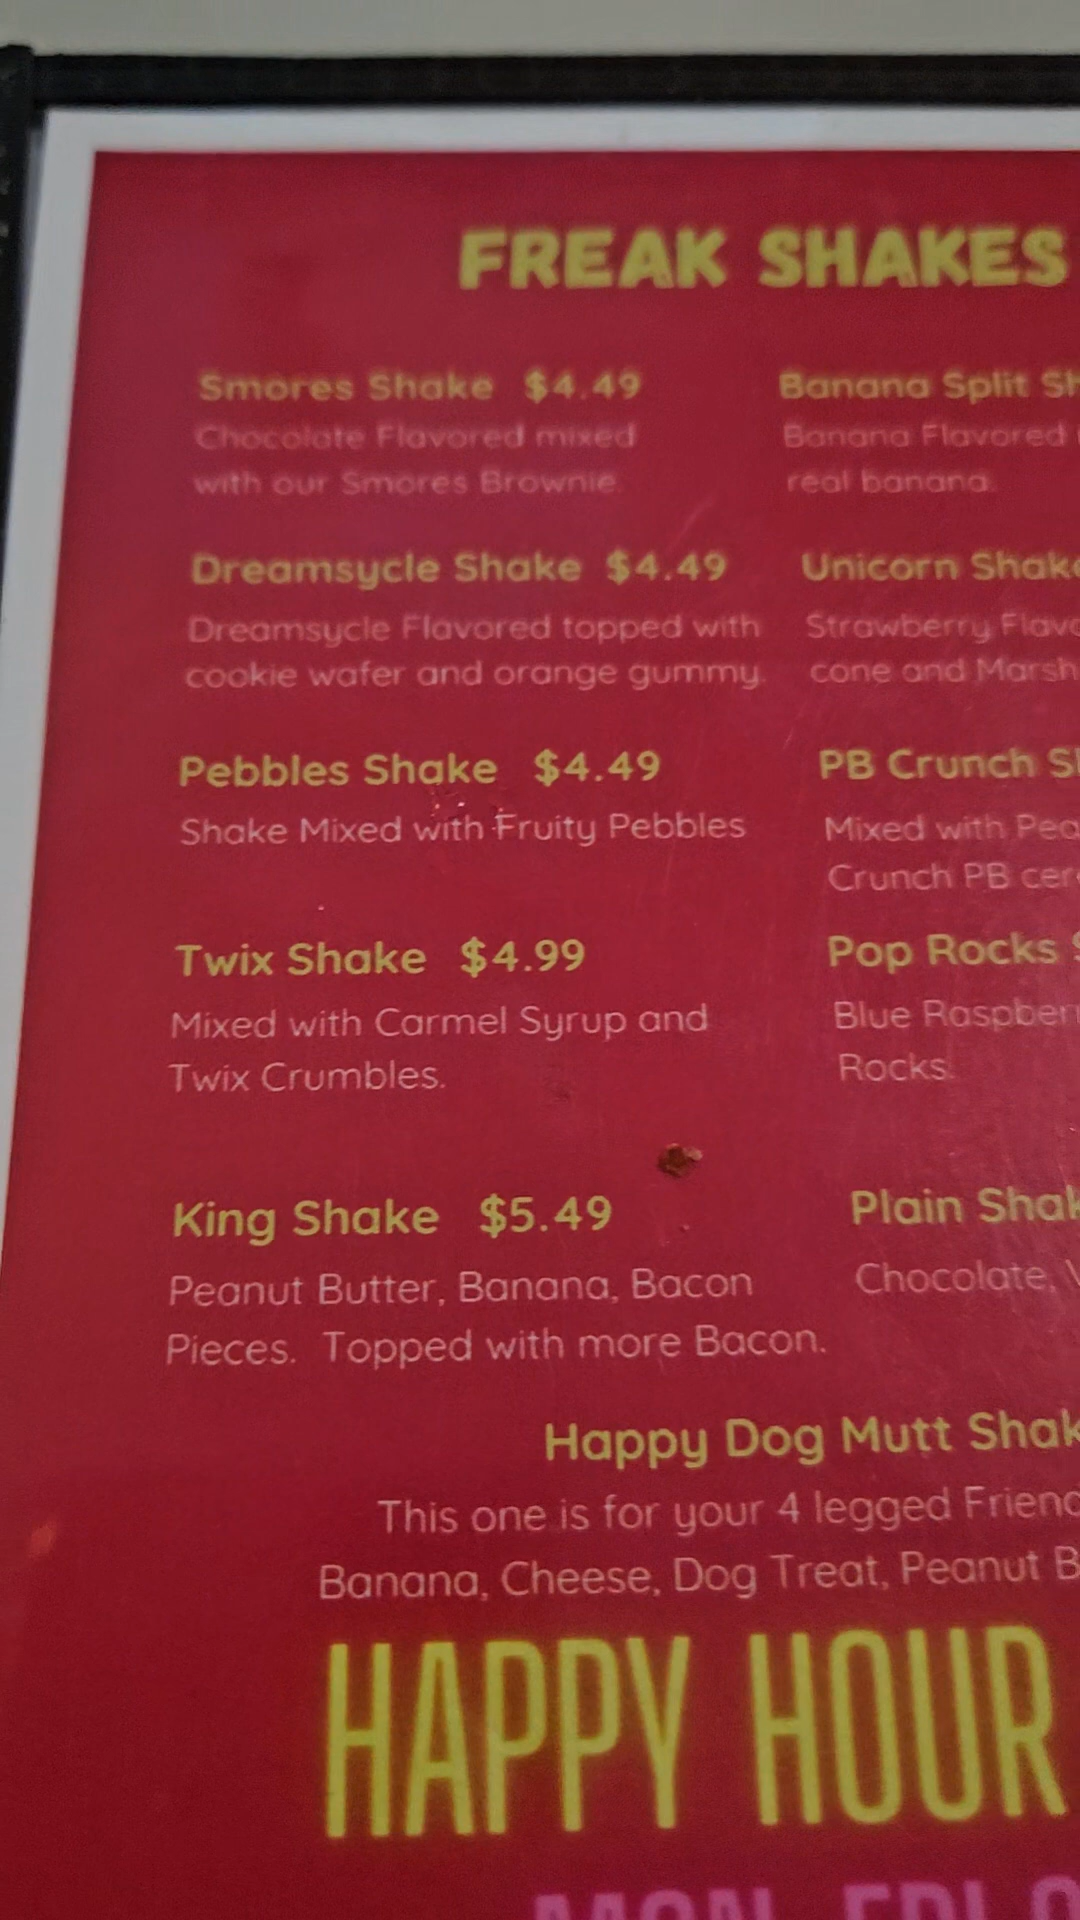 FREAK SHAKES
Smores Shake $4.49
Chocolate Flavored mixed
with our Smores Brownie.
Banana Split
Banana Flavored
real banana.
Dreamsycle Shake $4.49
Dreamsycle Flavored topped with
cookie wafer and orange gummy.
Unicorn
Strawberry
cone and
Pebbles Shake $4.49
Shake Mixed with Fruity Pebbles
PB Crunch
Mixed with
Crunch PB
Twix Shake $4.99
Mixed with Carmel Syrup and
Twix Crumbles.
Pop Rocks
Blue
Rocks.
King Shake $5.49
Peanut Butter, Banana, Bacon
Pieces. Topped with more Bacon.
Plain
Chocolate,
Happy Dog Mutt
This one is for your 4 legged
Banana, Cheese, Dog Treat, Peanut
HAPPY HOUR